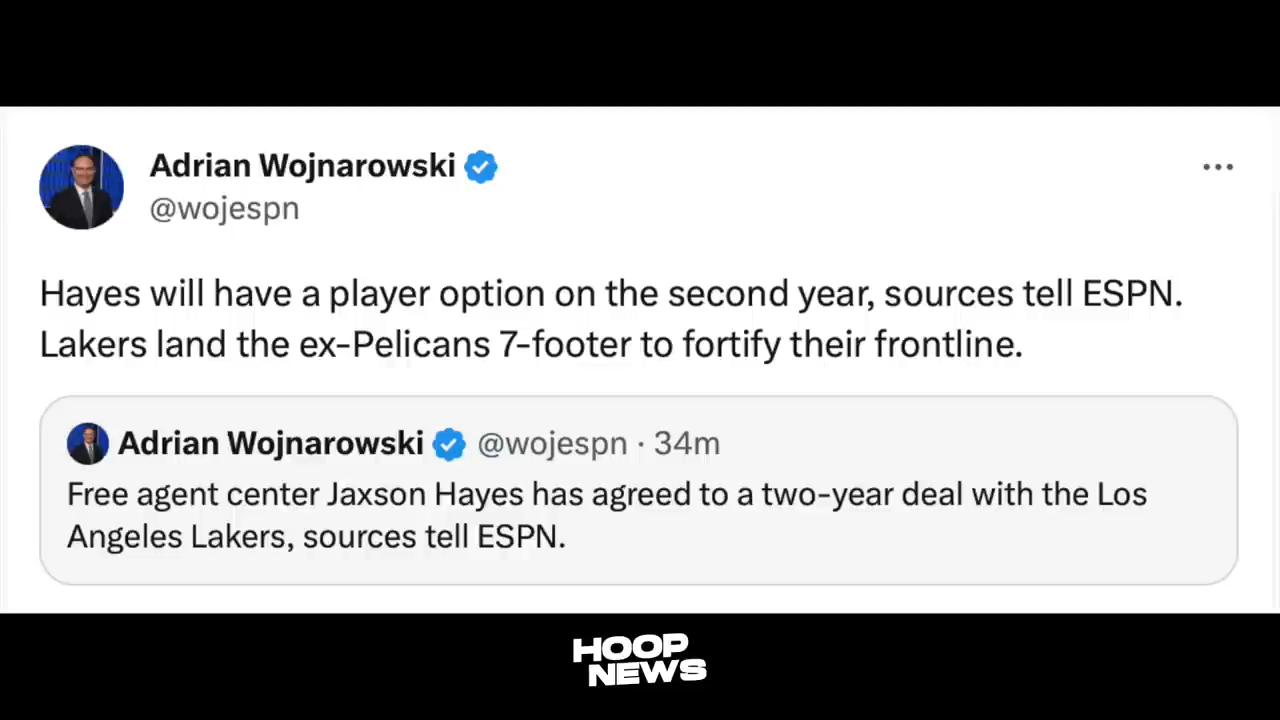 Adrian Wojnarowski
@wojespn
Hayes will have a player option on the second year, sources tell ESPN.
Lakers land the ex-Pelicans 7-footer to fortify their frontline.
Adrian Wojnarowski @wojespn · 34m
Free agent center Jaxson Hayes has agreed to a two-year deal with the Los
Angeles Lakers, sources tell ESPN.
HOOP
NEWS